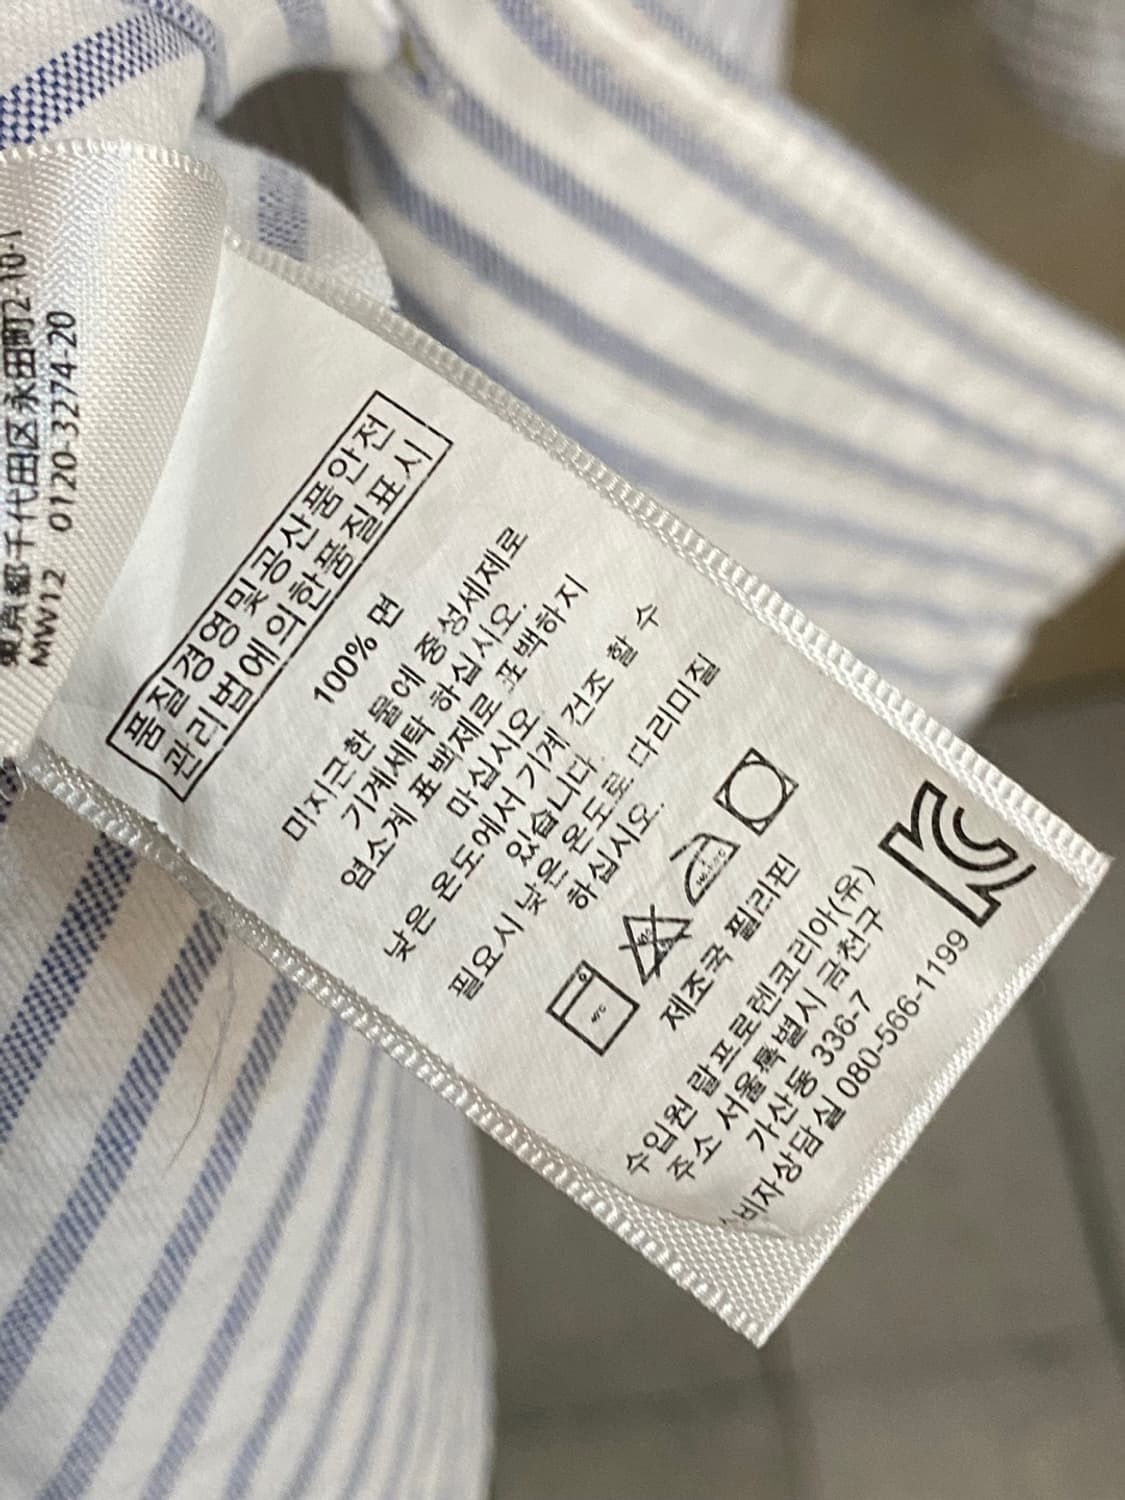 東京都千代田区永田町2-10-1
MW12 0120-3274-20
품질경영및공산품안전
관리법에의한품질표시
100% 면
미지근한 물에 중성세제로
기계세탁 하십시오.
염소계 표백제로 표백하지
마십시오
낮은 온도에서 기계 건조 할 수
있습니다.
필요시 낮은 온도로 다리미질
하십시오.
제조국 필리핀
수입원 랄프로렌코리아(유)
주소 서울특별시 금천구
가산동 336-7
소비자상담실 080-566-1199